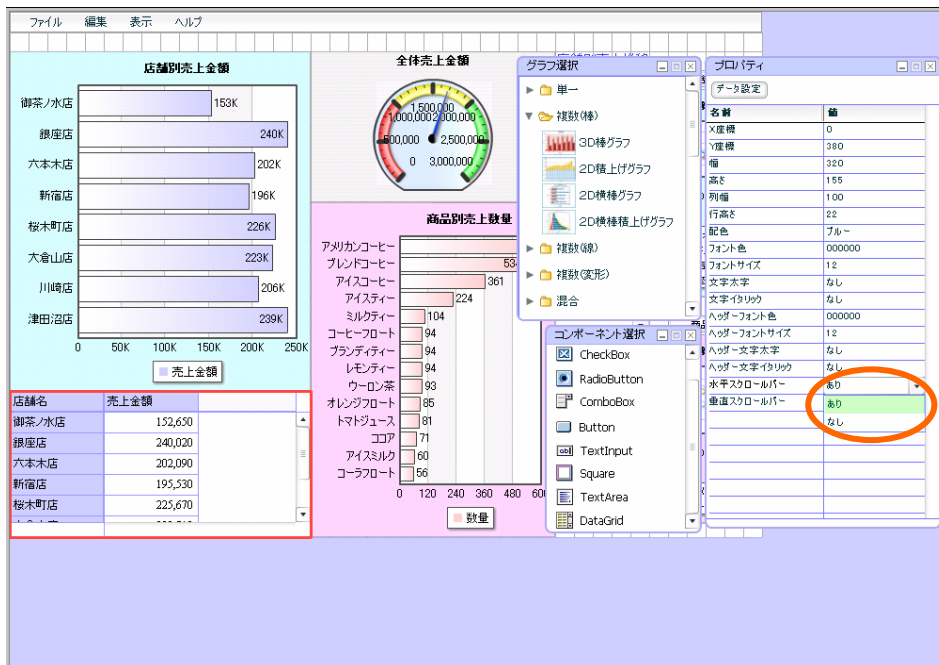 ファイル 編集 表示 ヘルプ
店舗別売上金額
御茶ノ水店 153K
銀座店 240K
六本木店 202K
新宿店 196K
桜木町店 226K
大倉山店 223K
川崎店 206K
津田沼店 239K
0 50K 100K 150K 200K 250K
売上金額
店舗名 売上金額
御茶ノ水店 152,650
銀座店 240,020
六本木店 202,090
新宿店 195,530
桜木町店 225,670
全体売上金額
1,500,000
1,000,000 2,000,000
500,000 2,500,000
0 3,000,000
商品別売上数量
アメリカンコーヒー
ブレンドコーヒー 534
アイスコーヒー 361
アイスティー 224
ミルクティー 104
コーヒーフロート 94
ブランディティー 94
レモンティー 94
ウーロン茶 93
オレンジフロート 85
トマトジュース 81
ココア 71
アイスミルク 60
コーラフロート 56
0 120 240 360 480
数量
グラフ選択
単一
複数(棒)
3D棒グラフ
2D積上げグラフ
2D横棒グラフ
2D横棒積上げグラフ
複数(線)
複数(変形)
混合
コンポーネント選択
CheckBox
RadioButton
ComboBox
Button
TextInput
Square
TextArea
DataGrid
プロパティ
データ設定
名前 値
X座標 0
Y座標 380
幅 320
高さ 155
列幅 100
行高さ 22
配色 ブルー
フォント色 000000
フォントサイズ 12
文字太字 なし
文字イタリック なし
ヘッダーフォント色 000000
ヘッダーフォントサイズ 12
ヘッダー文字太字 なし
ヘッダー文字イタリック なし
水平スクロールバー あり
垂直スクロールバー あり
なし